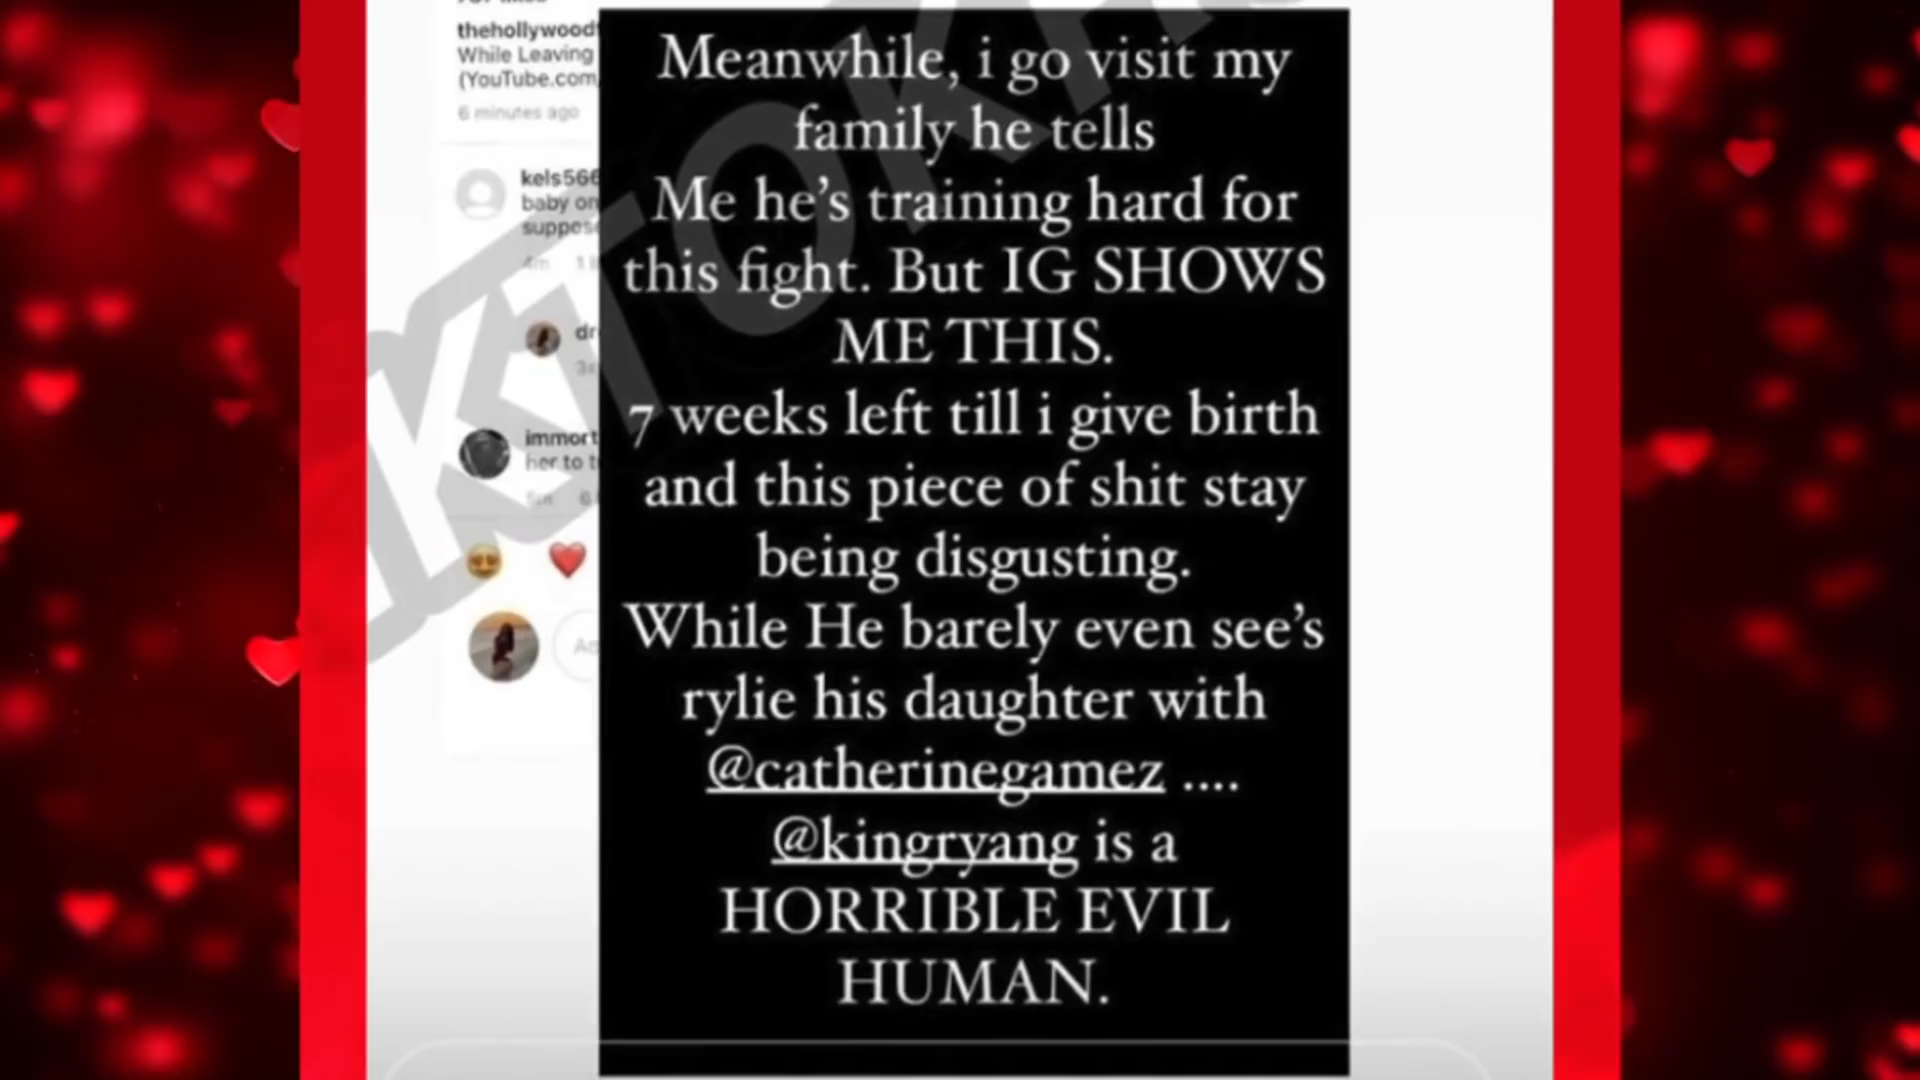 thehollywood
While Leaving
(YouTube.com
6 minutes ago
kels566
baby on
suppose
4m
dr
immort
her to t
5m
Meanwhile, i go visit my
family he tells
Me he's training hard for
this fight. But IG SHOWS
ME THIS.
7 weeks left till i give birth
and this piece of shit stay
being disgusting.
While He barely even see's
rylie his daughter with
@catherinegamez ....
@kingryang is a
HORRIBLE EVIL
HUMAN.